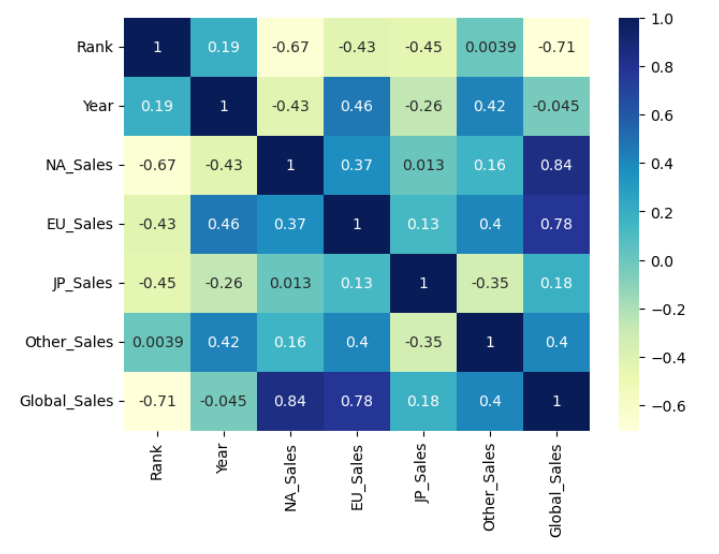 1.0
Rank 1 0.19 -0.67 -0.43 -0.45 0.0039 -0.71
0.8
Year 0.19 1 -0.43 0.46 -0.26 0.42 -0.045
0.6
NA_Sales -0.67 -0.43 1 0.37 0.013 0.16 0.84
0.4
EU_Sales -0.43 0.46 0.37 1 0.13 0.4 0.78
0.2
0.0
JP_Sales -0.45 -0.26 0.013 0.13 1 -0.35 0.18
-0.2
Other_Sales 0.0039 0.42 0.16 0.4 -0.35 1 0.4
-0.4
Global_Sales -0.71 -0.045 0.84 0.78 0.18 0.4 1
-0.6
Rank
Year
NA_Sales
EU_Sales
JP_Sales
Other_Sales
Global_Sales